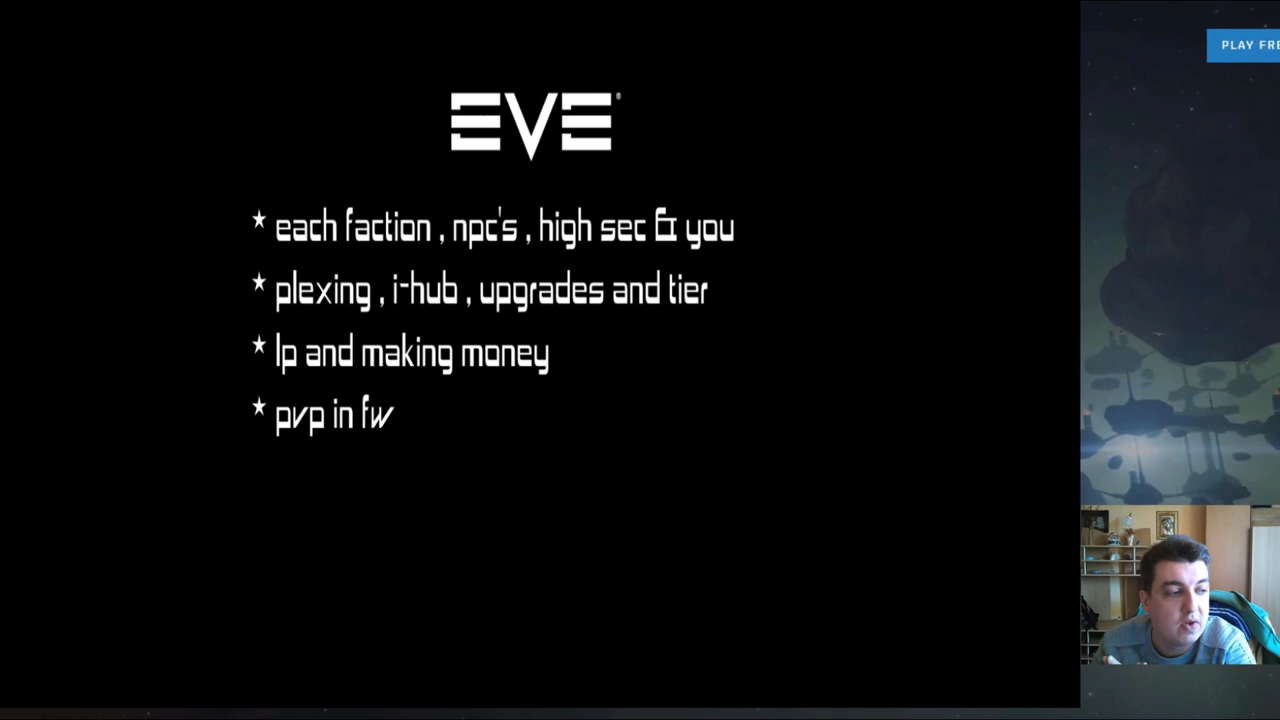 PLAY FRE
EVE®
* each faction , npc's , high sec & you
* plexing , i-hub , upgrades and tier
* lp and making money
* pvp in fw